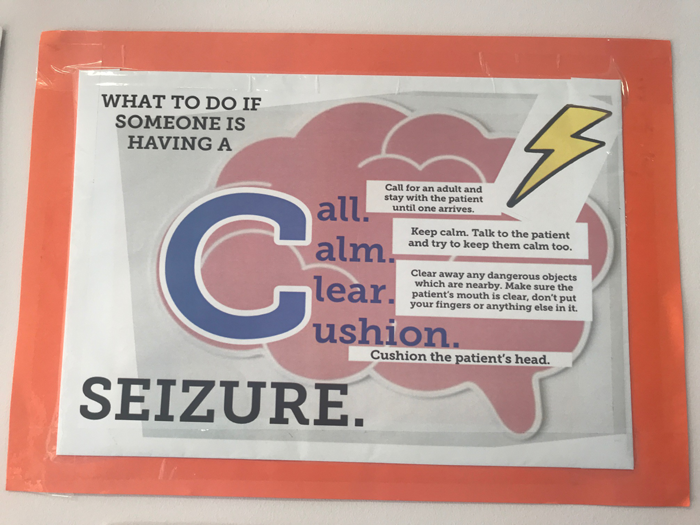 WHAT TO DO IF
SOMEONE IS
HAVING A
Call.
Call for an adult and
stay with the patient
until one arrives.
alm.
Keep calm. Talk to the patient
and try to keep them calm too.
lear.
Clear away any dangerous objects
which are nearby. Make sure the
patient's mouth is clear, don't put
your fingers or anything else in it.
ushion.
Cushion the patient's head.
SEIZURE.